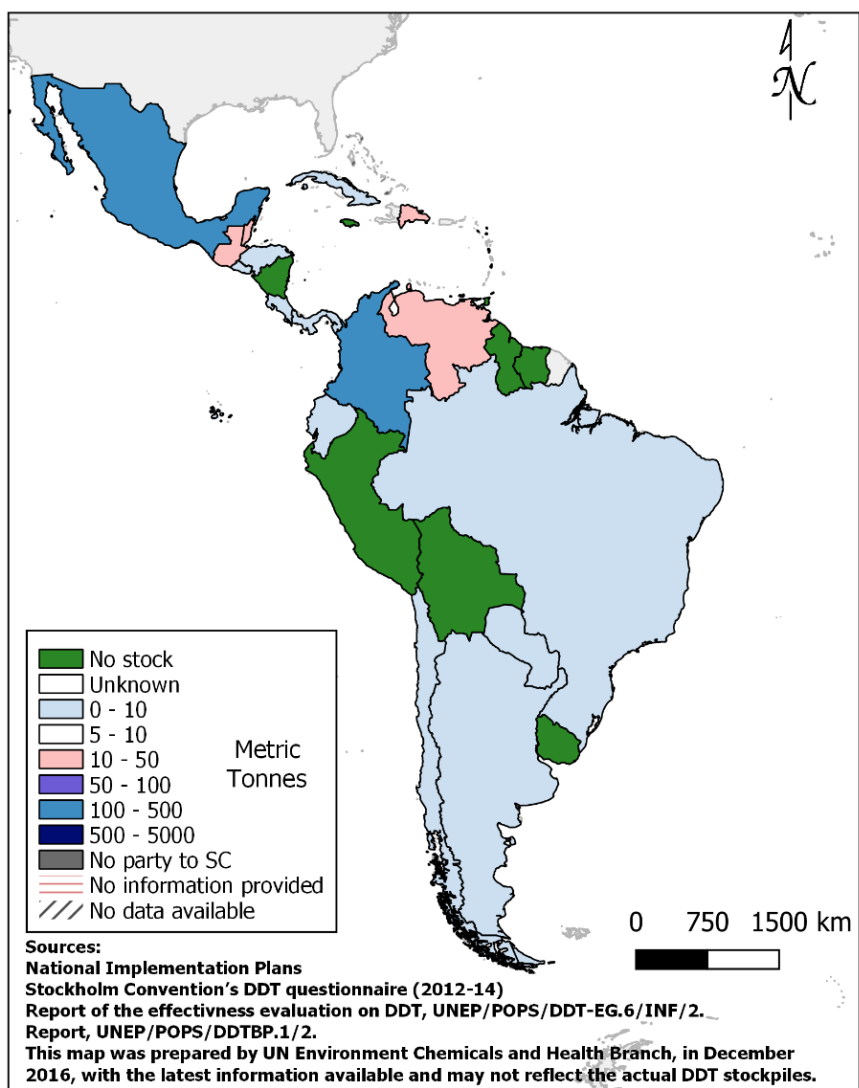 N
No stock
Unknown
0 - 10
5 - 10
10 - 50
50 - 100
100 - 500
500 - 5000
No party to SC
No information provided
No data available
Metric
Tonnes
0 750 1500 km
Sources:
National Implementation Plans
Stockholm Convention's DDT questionnaire (2012-14)
Report of the effectivness evaluation on DDT, UNEP/POPS/DDT-EG.6/INF/2.
Report, UNEP/POPS/DDTBP.1/2.
This map was prepared by UN Environment Chemicals and Health Branch, in December
2016, with the latest information available and may not reflect the actual DDT stockpiles.